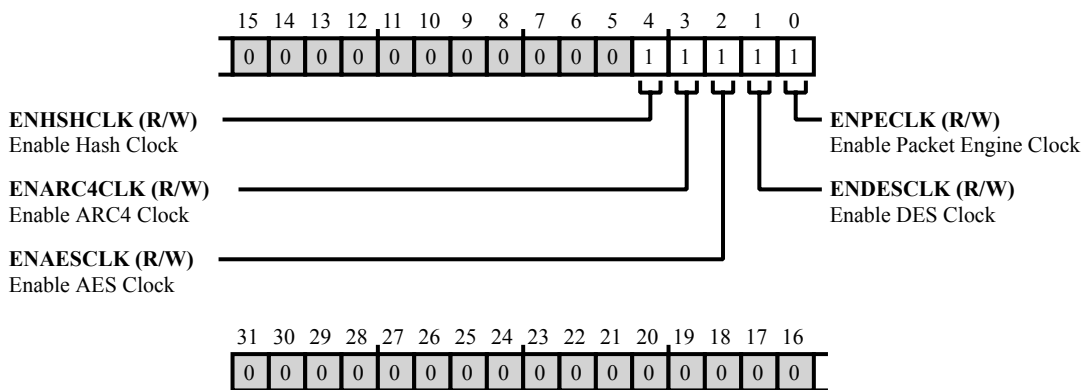 15 14 13 12 11 10 9 8 7 6 5 4 3 2 1 0
0 0 0 0 0 0 0 0 0 0 0 1 1 1 1 1
ENHSHCLK (R/W)
Enable Hash Clock
ENPECLK (R/W)
Enable Packet Engine Clock
ENARC4CLK (R/W)
Enable ARC4 Clock
ENDESCLK (R/W)
Enable DES Clock
ENAESCLK (R/W)
Enable AES Clock
31 30 29 28 27 26 25 24 23 22 21 20 19 18 17 16
0 0 0 0 0 0 0 0 0 0 0 0 0 0 0 0